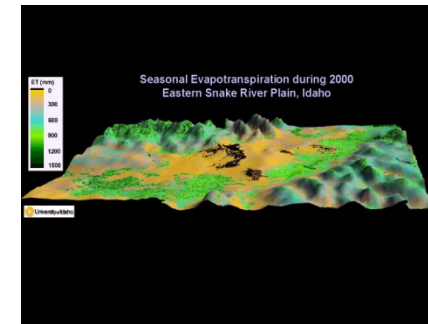 Seasonal Evapotranspiration during 2000
Eastern Snake River Plain, Idaho
ET (mm)
0
300
600
900
1200
1500
University of Idaho